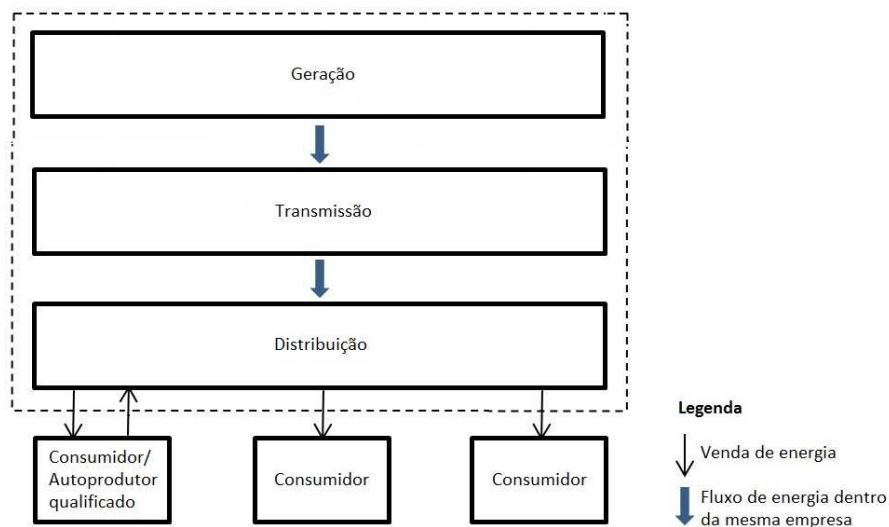 Geração
Transmissão
Distribuição
Consumidor/
Autoprodutor
qualificado
Consumidor
Consumidor
Legenda
Venda de energia
Fluxo de energia dentro
da mesma empresa